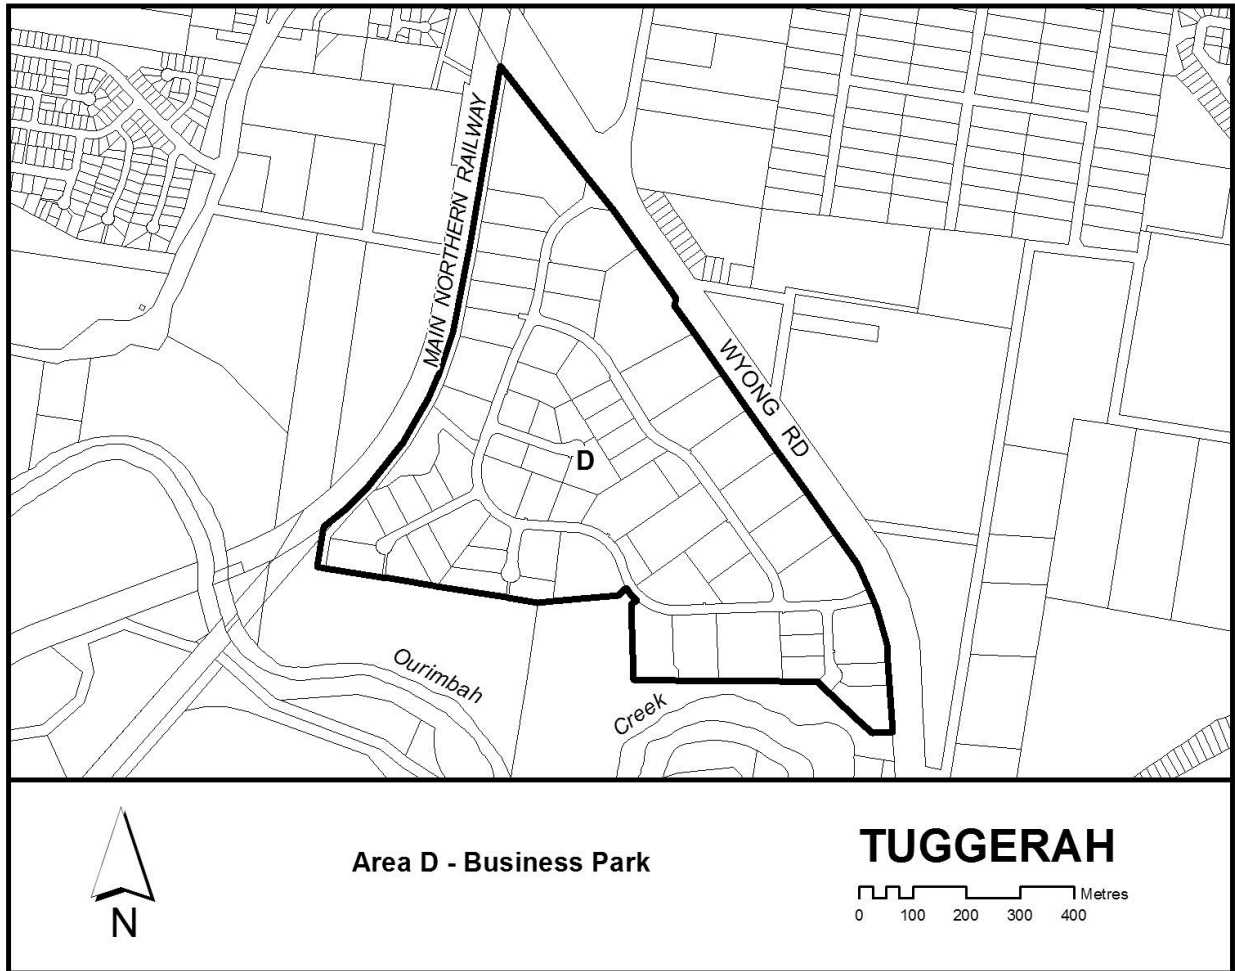 MAIN NORTHERN RAILWAY
WYONG RD
D
Ourimbah
Creek
N
Area D - Business Park
TUGGERAH
Metres
0 100 200 300 400